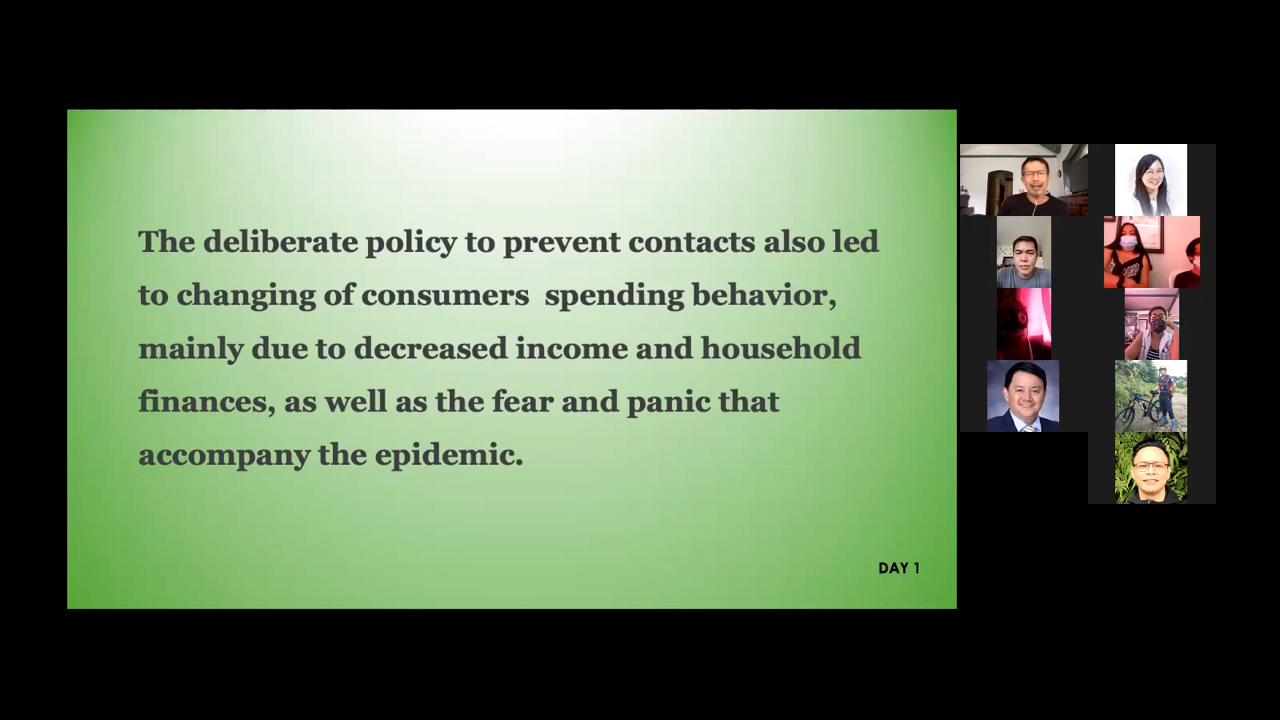 The deliberate policy to prevent contacts also led
to changing of consumers  spending behavior,
mainly due to decreased income and household
finances, as well as the fear and panic that
accompany the epidemic.
DAY 1